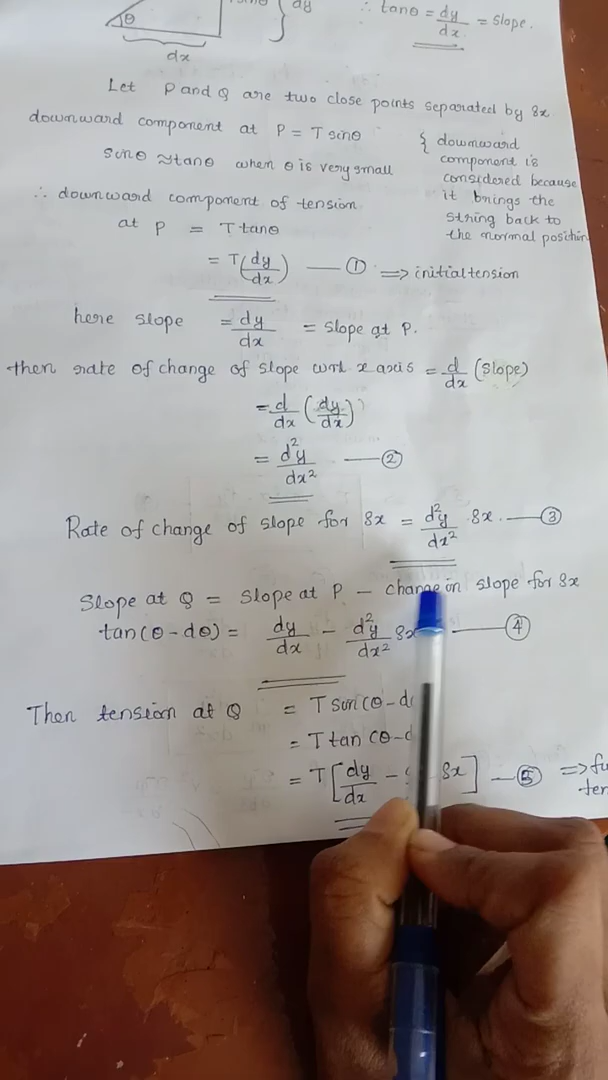 θ
dx
dy
∴ tanθ = dy/dx = slope.
Let P and Q are two close points separated by δx
downward component at P = T sinθ
sinθ ≈ tanθ when θ is very small
{ downward
component is
considered because
it brings the
string back to
the normal position
∴ downward component of tension
at P = T tanθ
= T(dy/dx) — ① => initial tension
here slope = dy/dx = slope at P.
then rate of change of slope wrt x axis = d/dx (slope)
= d/dx (dy/dx)
= d²y/dx² — ②
Rate of change of slope for δx = d²y/dx² . δx. — ③
Slope at Q = slope at P - change in slope for δx
tan(θ-dθ) = dy/dx - d²y/dx² δx — ④
Then tension at Q = T sin(θ-d
= T tan(θ-d
= T[dy/dx - δx] — ⑤ =>